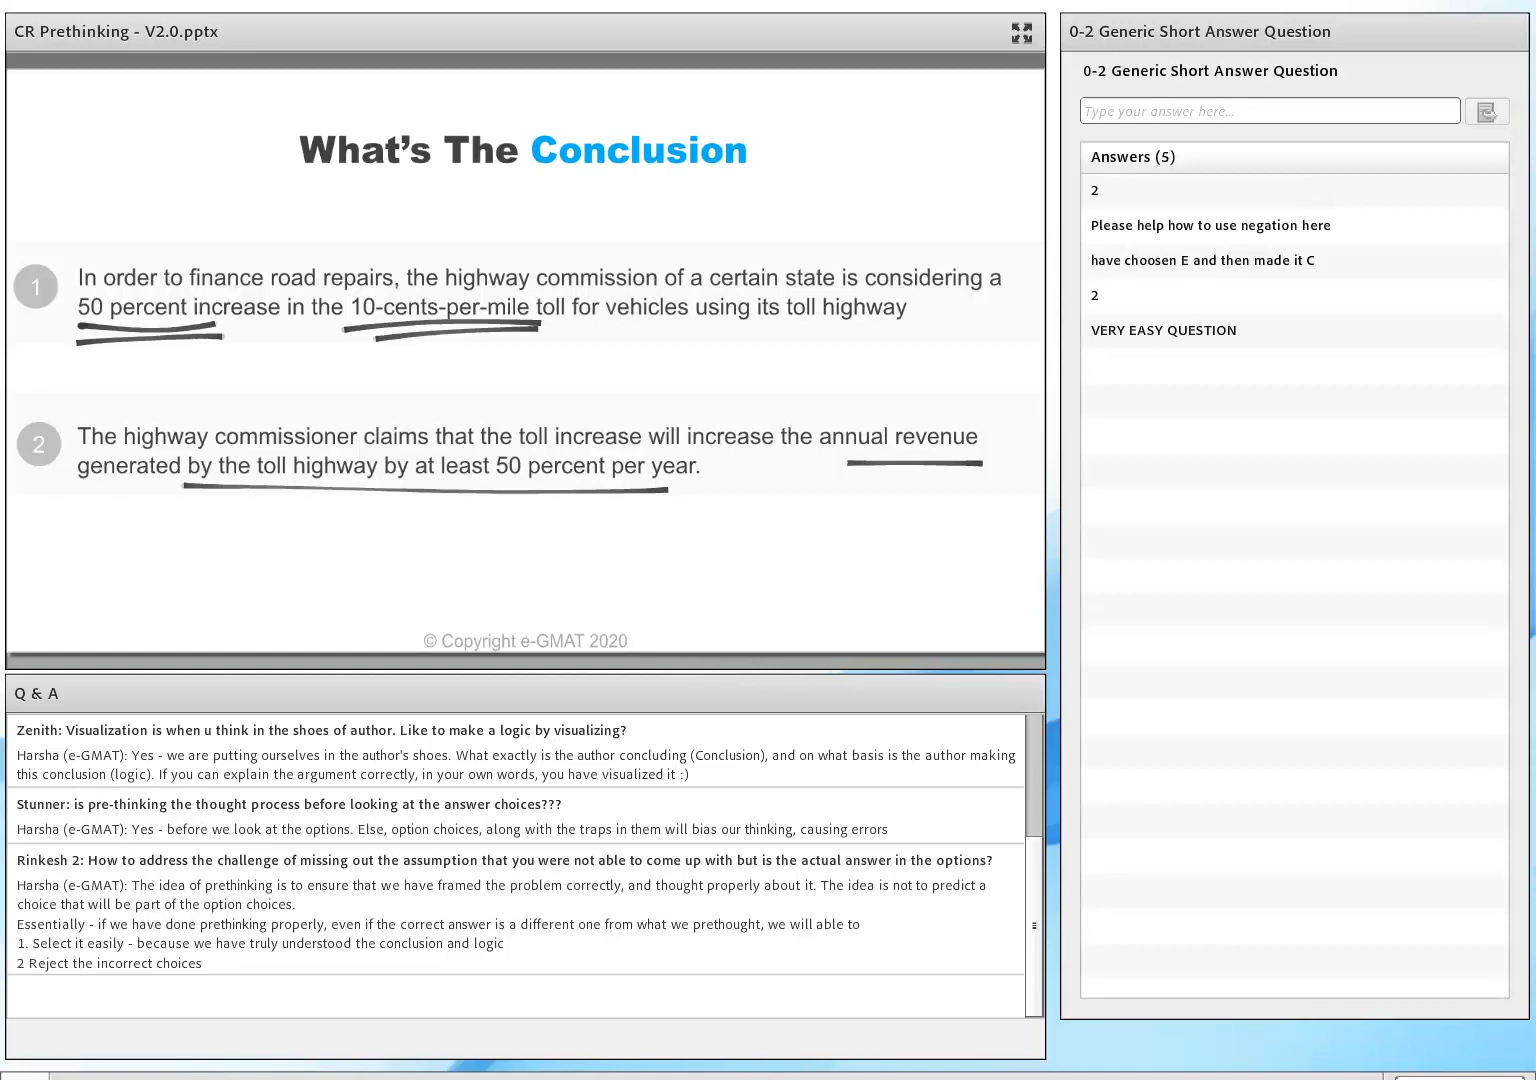 CR Prethinking - V2.0.pptx
What's The Conclusion
1
In order to finance road repairs, the highway commission of a certain state is considering a
50 percent increase in the 10-cents-per-mile toll for vehicles using its toll highway
2
The highway commissioner claims that the toll increase will increase the annual revenue
generated by the toll highway by at least 50 percent per year.
© Copyright e-GMAT 2020
Q & A
Zenith: Visualization is when u think in the shoes of author. Like to make a logic by visualizing?
Harsha (e-GMAT): Yes - we are putting ourselves in the author's shoes. What exactly is the author concluding (Conclusion), and on what basis is the author making
this conclusion (logic). If you can explain the argument correctly, in your own words, you have visualized it :)
Stunner: is pre-thinking the thought process before looking at the answer choices???
Harsha (e-GMAT): Yes - before we look at the options. Else, option choices, along with the traps in them will bias our thinking, causing errors
Rinkesh 2: How to address the challenge of missing out the assumption that you were not able to come up with but is the actual answer in the options?
Harsha (e-GMAT): The idea of prethinking is to ensure that we have framed the problem correctly, and thought properly about it. The idea is not to predict a
choice that will be part of the option choices.
Essentially - if we have done prethinking properly, even if the correct answer is a different one from what we prethought, we will able to
1. Select it easily - because we have truly understood the conclusion and logic
2 Reject the incorrect choices
0-2 Generic Short Answer Question
0-2 Generic Short Answer Question
Type your answer here...
Answers (5)
2
Please help how to use negation here
have choosen E and then made it C
2
VERY EASY QUESTION